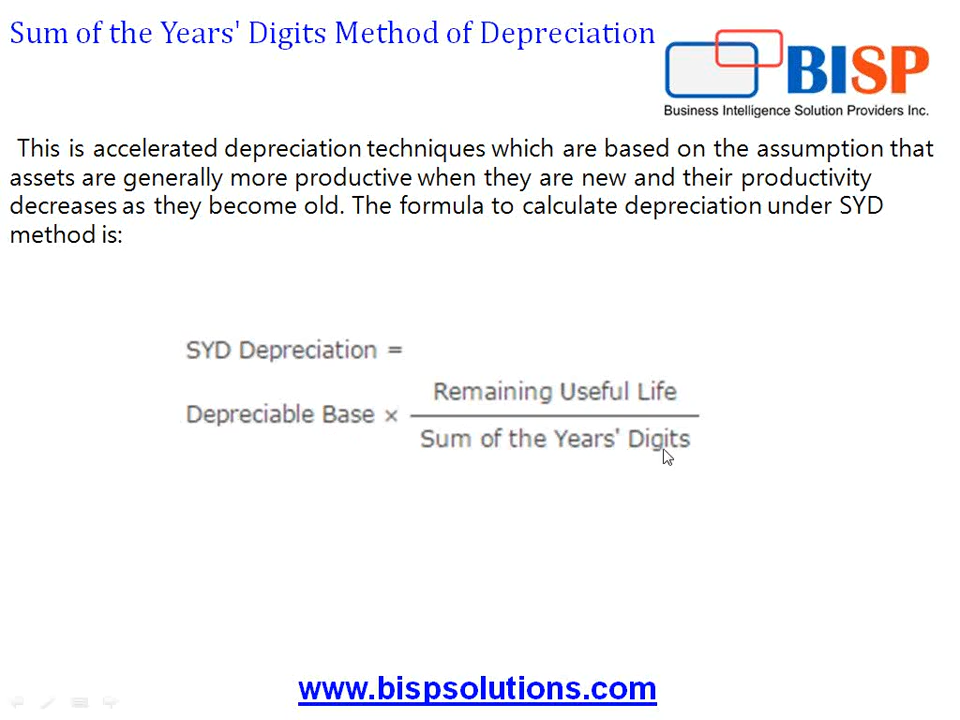 Sum of the Years' Digits Method of Depreciation
BISP
Business Intelligence Solution Providers Inc.
This is accelerated depreciation techniques which are based on the assumption that
assets are generally more productive when they are new and their productivity
decreases as they become old. The formula to calculate depreciation under SYD
method is:
SYD Depreciation =
Depreciable Base ×
Remaining Useful Life
Sum of the Years' Digits
www.bispsolutions.com